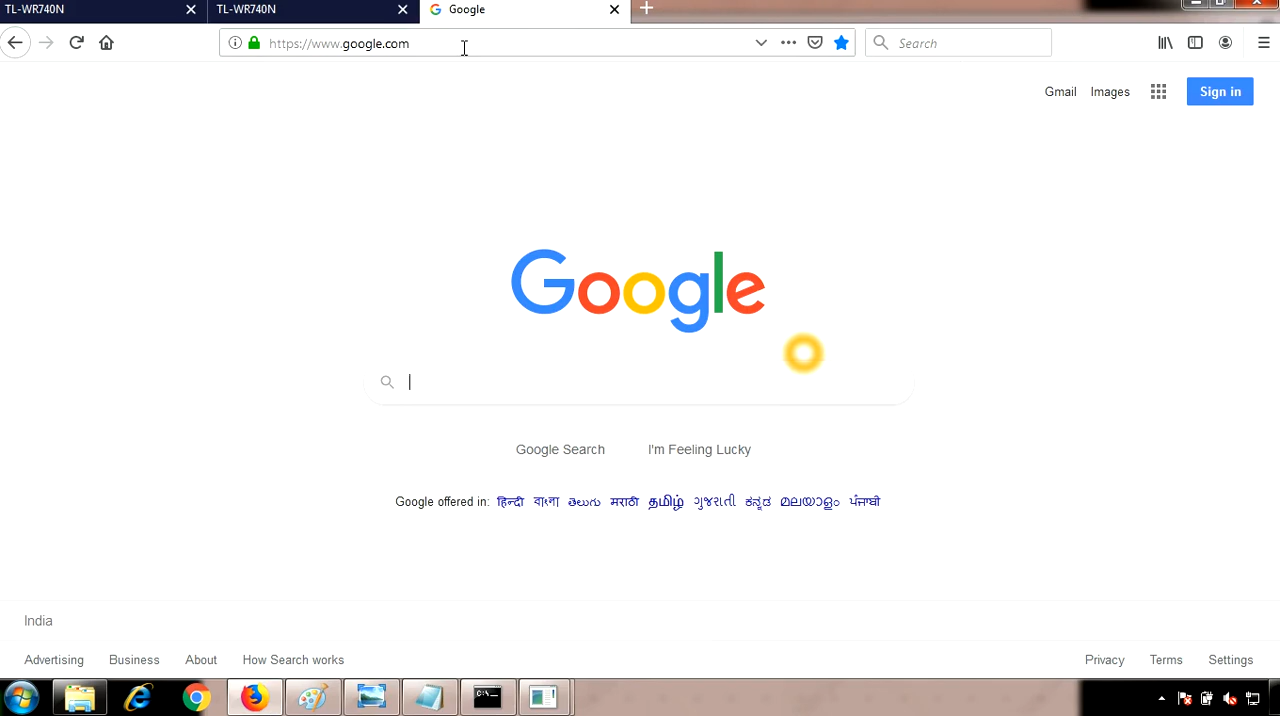 TL-WR740N TL-WR740N Google
https://www.google.com Search
Gmail Images Sign in
Google
Google Search I'm Feeling Lucky
Google offered in: हिन्दी বাংলা తెలుగు मराठी தமிழ் ગુજરાતી ಕನ್ನಡ മലയാളം ਪੰਜਾਬੀ
India
Advertising Business About How Search works Privacy Terms Settings